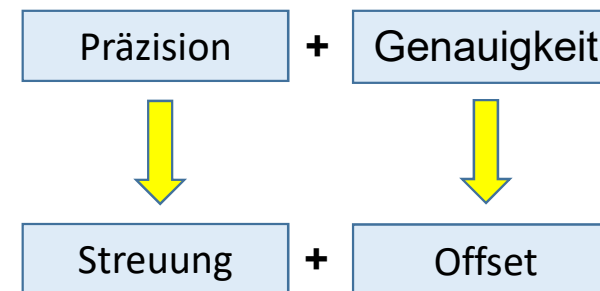 Präzision + Genauigkeit
Streuung + Offset